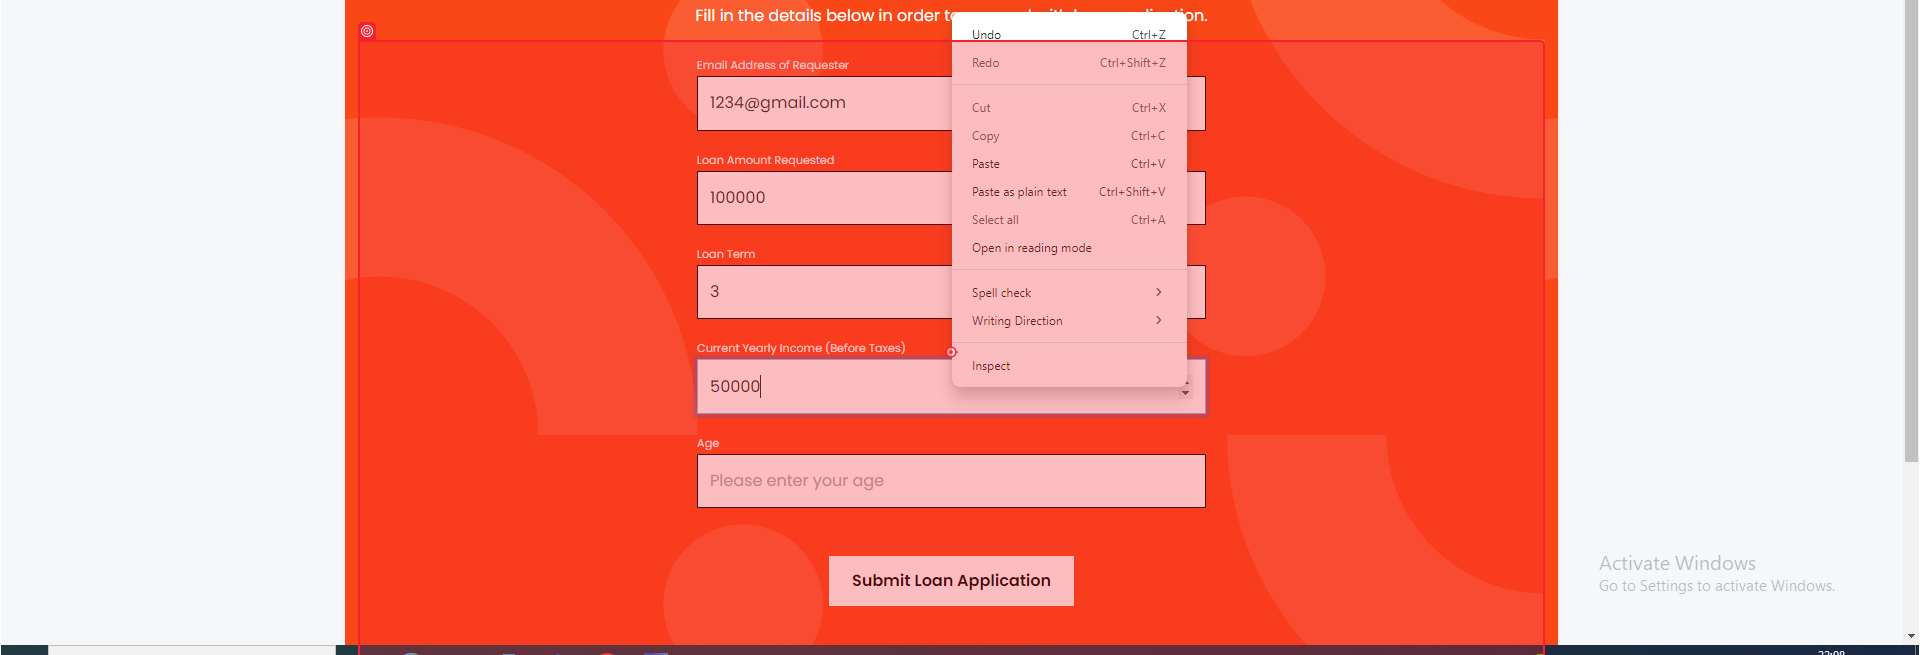 Fill in the details below in order to
Undo Ctrl+Z
Redo Ctrl+Shift+Z
Cut Ctrl+X
Copy Ctrl+C
Paste Ctrl+V
Paste as plain text Ctrl+Shift+V
Select all Ctrl+A
Open in reading mode
Spell check
Writing Direction
Inspect
Email Address of Requester
1234@gmail.com
Loan Amount Requested
100000
Loan Term
3
Current Yearly Income (Before Taxes)
50000
Age
Please enter your age
Submit Loan Application
Activate Windows
Go to Settings to activate Windows.